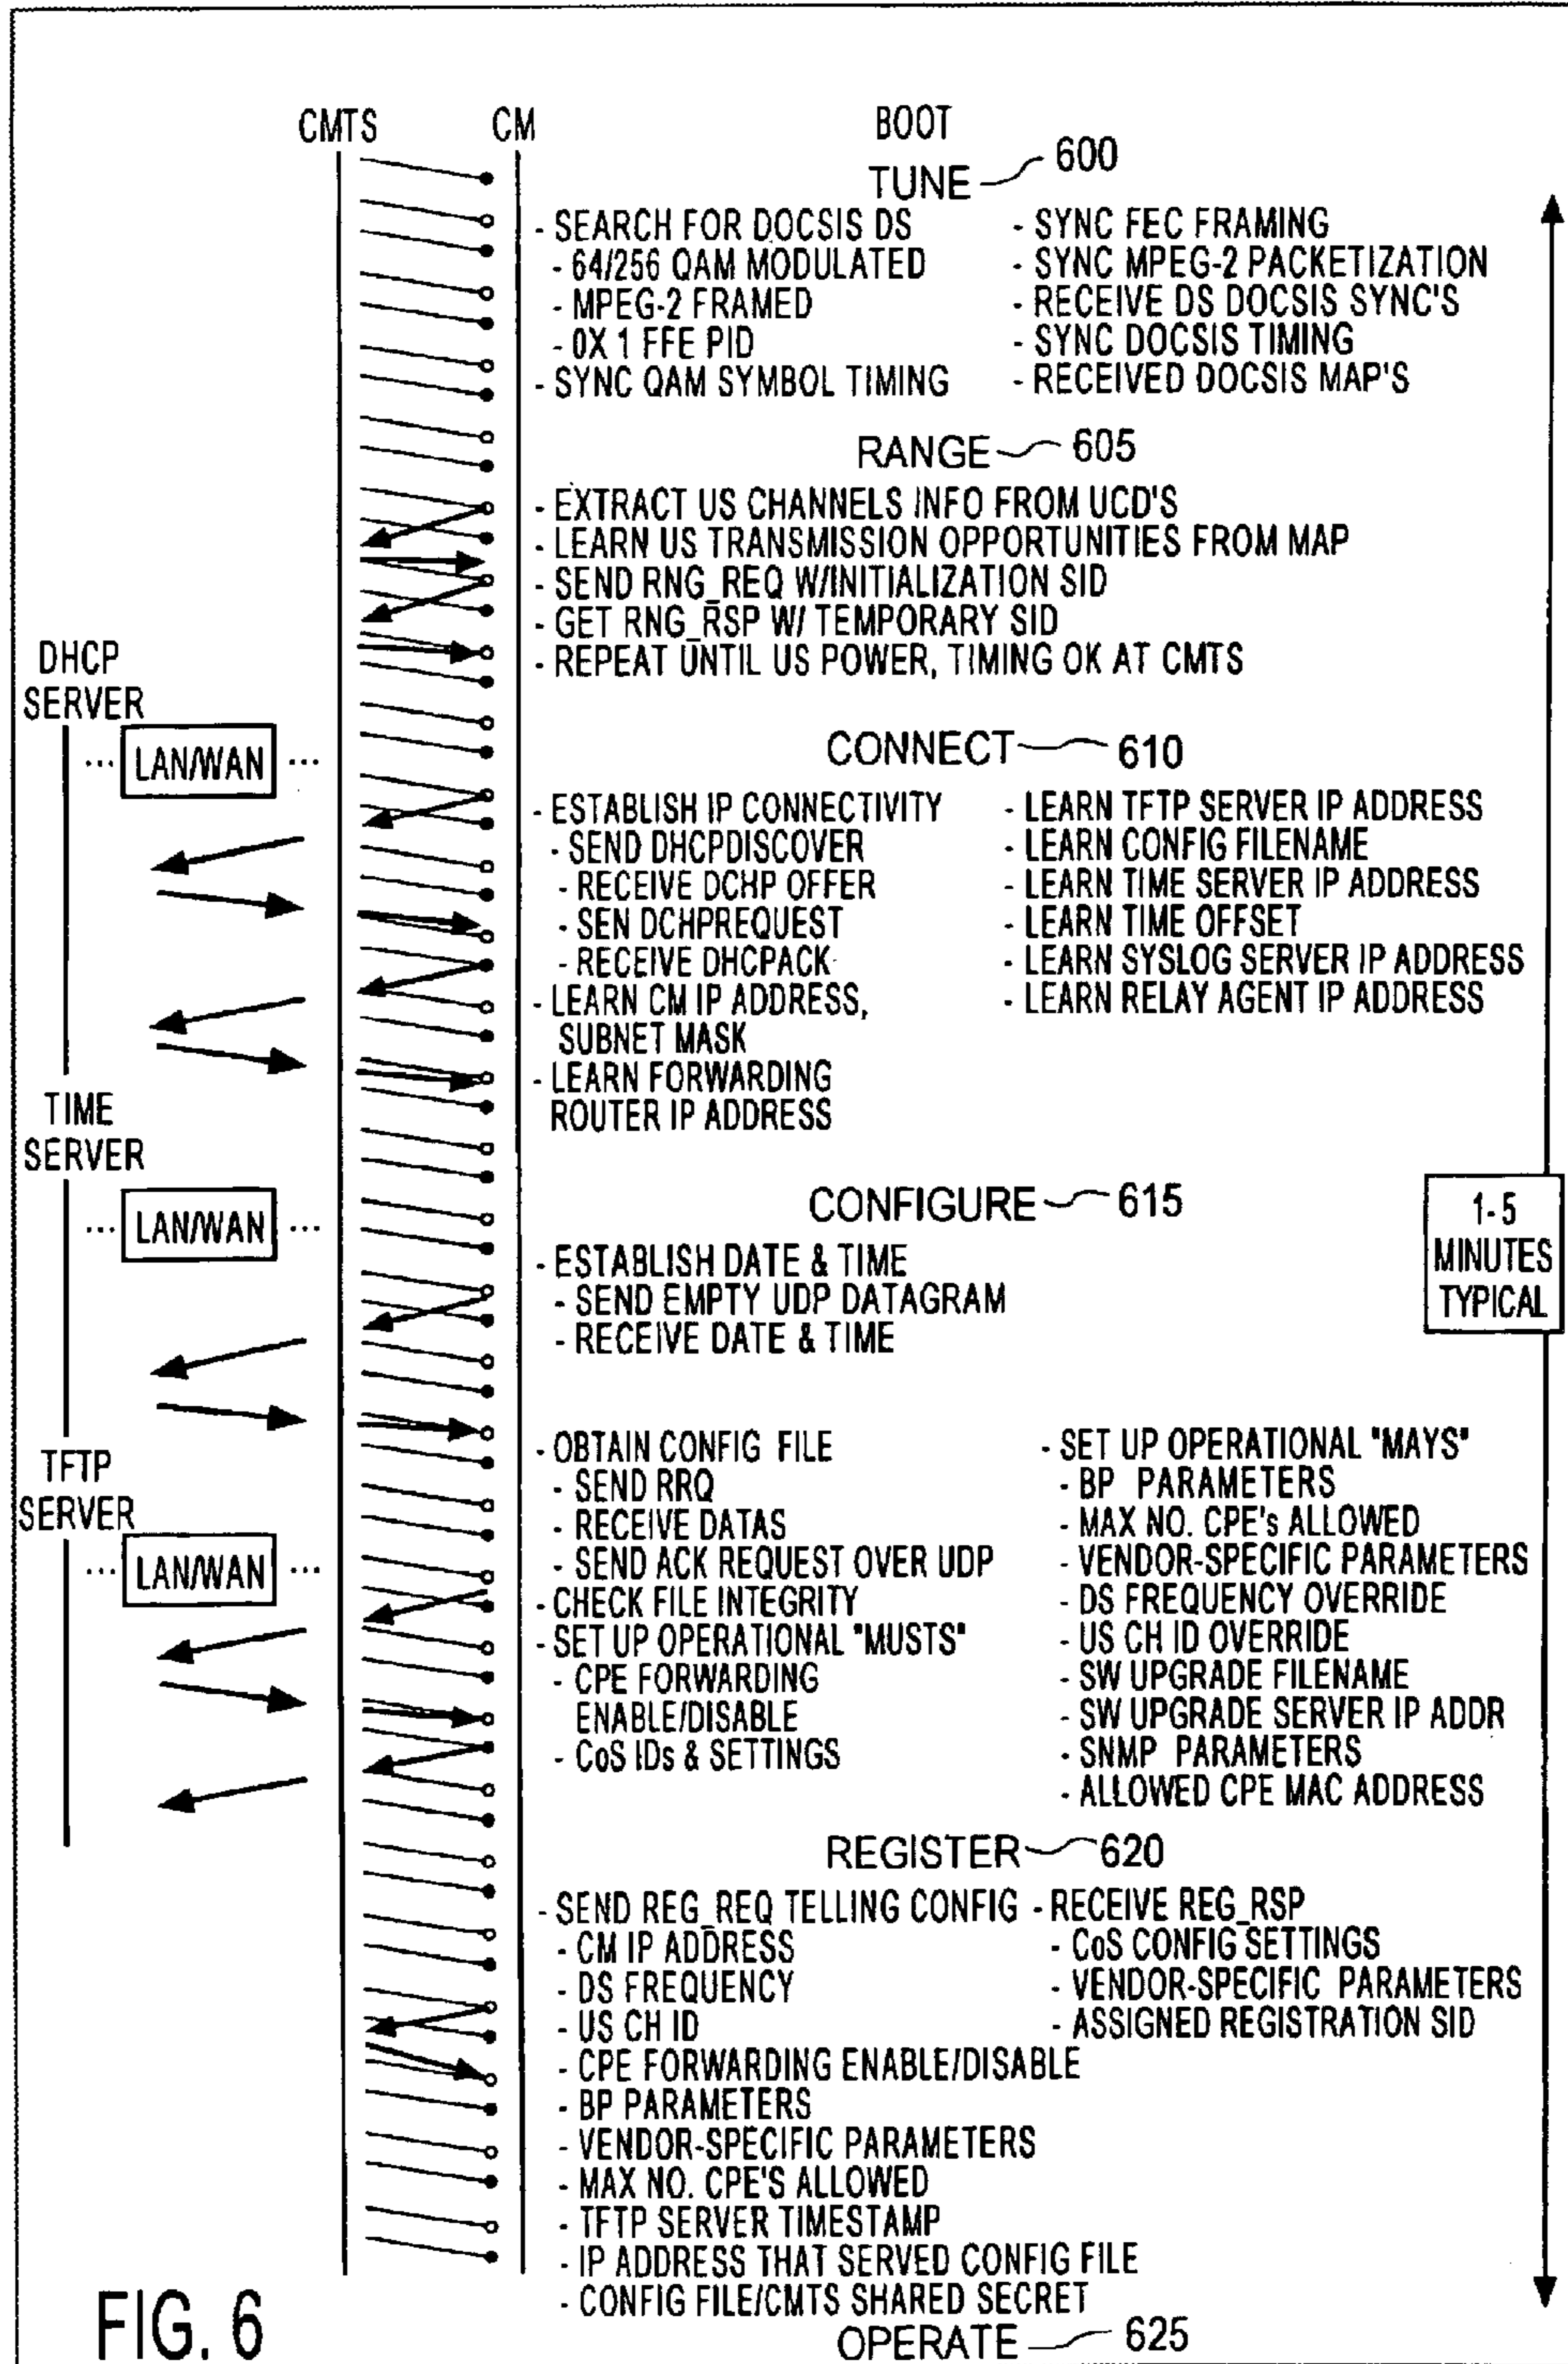 CMTS CM BOOT
TUNE 600
- SEARCH FOR DOCSIS DS
- 64/256 QAM MODULATED
- MPEG-2 FRAMED
- 0X 1 FFE PID
- SYNC QAM SYMBOL TIMING
- SYNC FEC FRAMING
- SYNC MPEG-2 PACKETIZATION
- RECEIVE DS DOCSIS SYNC'S
- SYNC DOCSIS TIMING
- RECEIVED DOCSIS MAP'S
RANGE 605
- EXTRACT US CHANNELS INFO FROM UCD'S
- LEARN US TRANSMISSION OPPORTUNITIES FROM MAP
- SEND RNG_REQ W/INITIALIZATION SID
- GET RNG_RSP W/ TEMPORARY SID
- REPEAT UNTIL US POWER, TIMING OK AT CMTS
DHCP
SERVER
... LAN/WAN ...
CONNECT 610
- ESTABLISH IP CONNECTIVITY
- SEND DHCPDISCOVER
- RECEIVE DCHP OFFER
- SEN DCHPREQUEST
- RECEIVE DHCPACK
- LEARN CM IP ADDRESS,
SUBNET MASK
- LEARN FORWARDING
ROUTER IP ADDRESS
- LEARN TFTP SERVER IP ADDRESS
- LEARN CONFIG FILENAME
- LEARN TIME SERVER IP ADDRESS
- LEARN TIME OFFSET
- LEARN SYSLOG SERVER IP ADDRESS
- LEARN RELAY AGENT IP ADDRESS
TIME
SERVER
... LAN/WAN ...
CONFIGURE 615
1-5
MINUTES
TYPICAL
- ESTABLISH DATE & TIME
- SEND EMPTY UDP DATAGRAM
- RECEIVE DATE & TIME
TFTP
SERVER
... LAN/WAN ...
- OBTAIN CONFIG FILE
- SEND RRQ
- RECEIVE DATAS
- SEND ACK REQUEST OVER UDP
- CHECK FILE INTEGRITY
- SET UP OPERATIONAL "MUSTS"
- CPE FORWARDING
ENABLE/DISABLE
- CoS IDs & SETTINGS
- SET UP OPERATIONAL "MAYS"
- BP PARAMETERS
- MAX NO. CPE's ALLOWED
- VENDOR-SPECIFIC PARAMETERS
- DS FREQUENCY OVERRIDE
- US CH ID OVERRIDE
- SW UPGRADE FILENAME
- SW UPGRADE SERVER IP ADDR
- SNMP PARAMETERS
- ALLOWED CPE MAC ADDRESS
REGISTER 620
- SEND REG_REQ TELLING CONFIG
- CM IP ADDRESS
- DS FREQUENCY
- US CH ID
- CPE FORWARDING ENABLE/DISABLE
- BP PARAMETERS
- VENDOR-SPECIFIC PARAMETERS
- MAX NO. CPE'S ALLOWED
- TFTP SERVER TIMESTAMP
- IP ADDRESS THAT SERVED CONFIG FILE
- CONFIG FILE/CMTS SHARED SECRET
- RECEIVE REG_RSP
- CoS CONFIG SETTINGS
- VENDOR-SPECIFIC PARAMETERS
- ASSIGNED REGISTRATION SID
OPERATE 625
FIG. 6